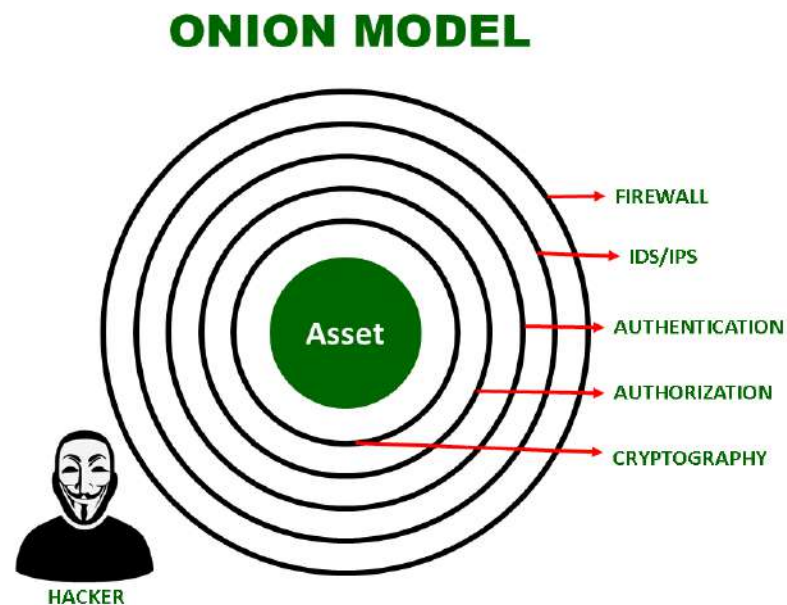 ONION MODEL
FIREWALL
IDS/IPS
Asset
AUTHENTICATION
AUTHORIZATION
CRYPTOGRAPHY
HACKER